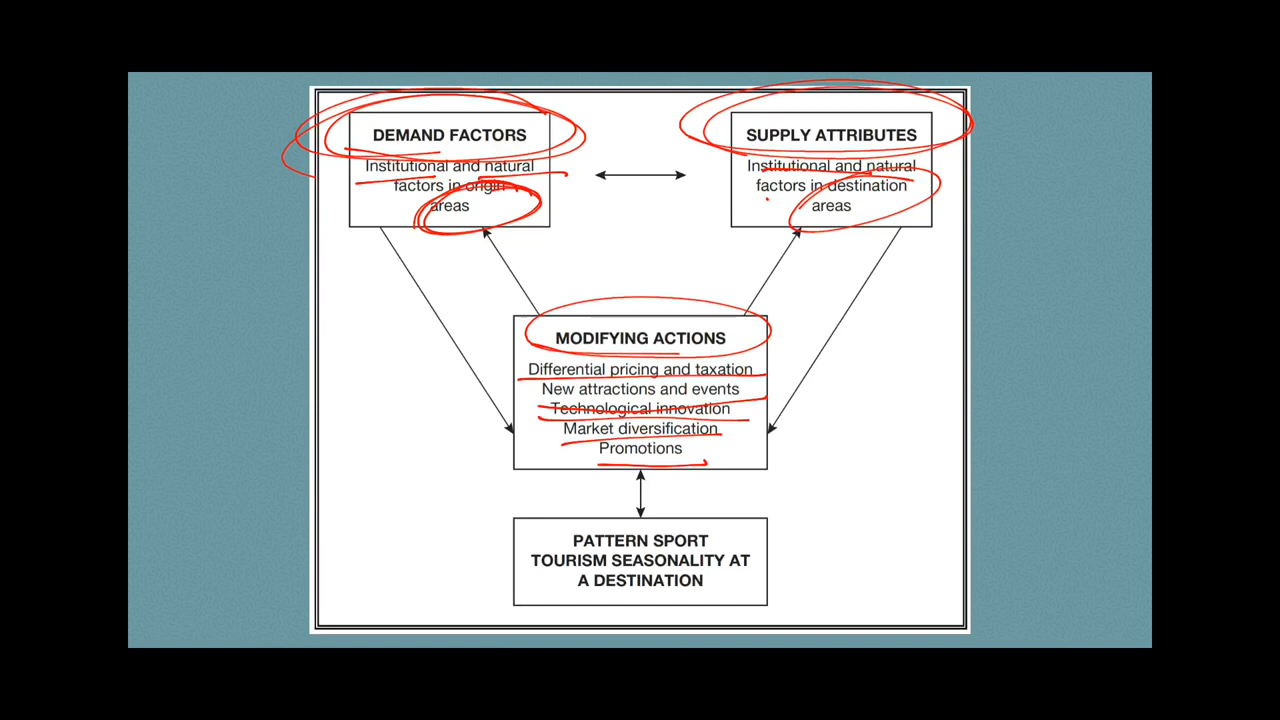 DEMAND FACTORS
Institutional and natural
factors in origin
areas
SUPPLY ATTRIBUTES
Institutional and natural
factors in destination
areas
MODIFYING ACTIONS
Differential pricing and taxation
New attractions and events
Technological innovation
Market diversification
Promotions
PATTERN SPORT
TOURISM SEASONALITY AT
A DESTINATION